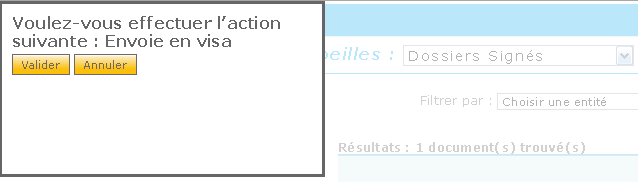 Voulez-vous effectuer l'action
suivante : Envoie en visa
Valider Annuler
beilles : Dossiers Signés
Filtrer par : Choisir une entité
Résultats : 1 document(s) trouvé(s)